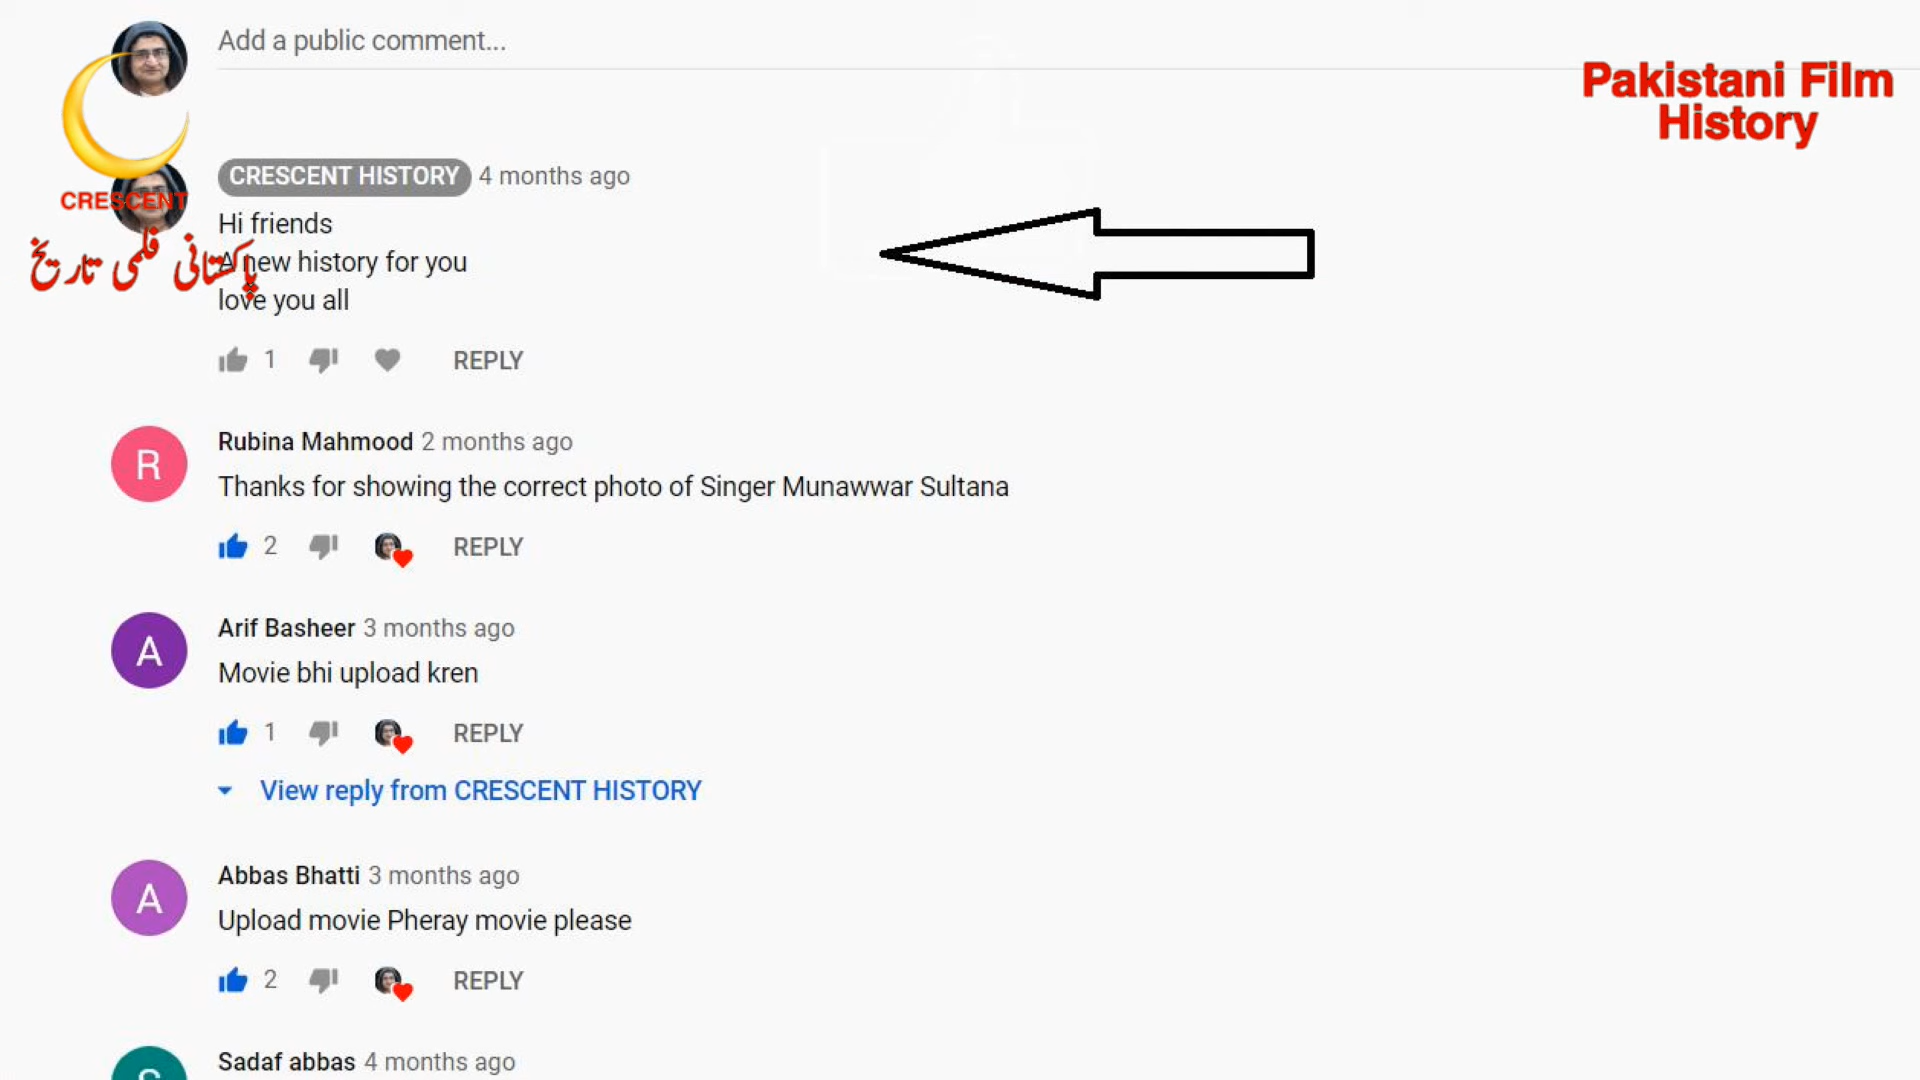 Add a public comment...
Pakistani Film
History
CRESCENT HISTORY 4 months ago
CRESCENT
Hi friends
A new history for you
love you all
پاکستانی فلمی تاریخ
1 REPLY
R
Rubina Mahmood 2 months ago
Thanks for showing the correct photo of Singer Munawwar Sultana
2 REPLY
A
Arif Basheer 3 months ago
Movie bhi upload kren
1 REPLY
View reply from CRESCENT HISTORY
A
Abbas Bhatti 3 months ago
Upload movie Pheray movie please
2 REPLY
Sadaf abbas 4 months ago